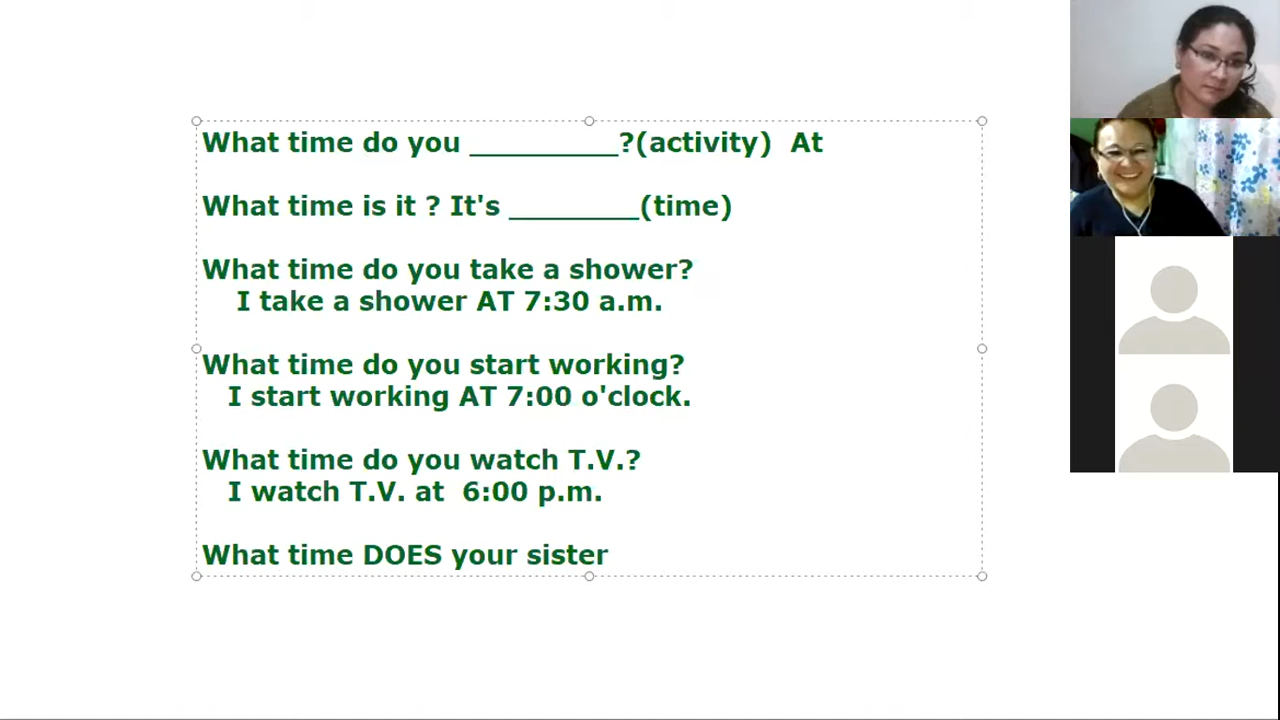 What time do you __________?(activity)  At
What time is it ? It's _________(time)
What time do you take a shower?
I take a shower AT 7:30 a.m.
What time do you start working?
I start working AT 7:00 o'clock.
What time do you watch T.V.?
I watch T.V. at  6:00 p.m.
What time DOES your sister